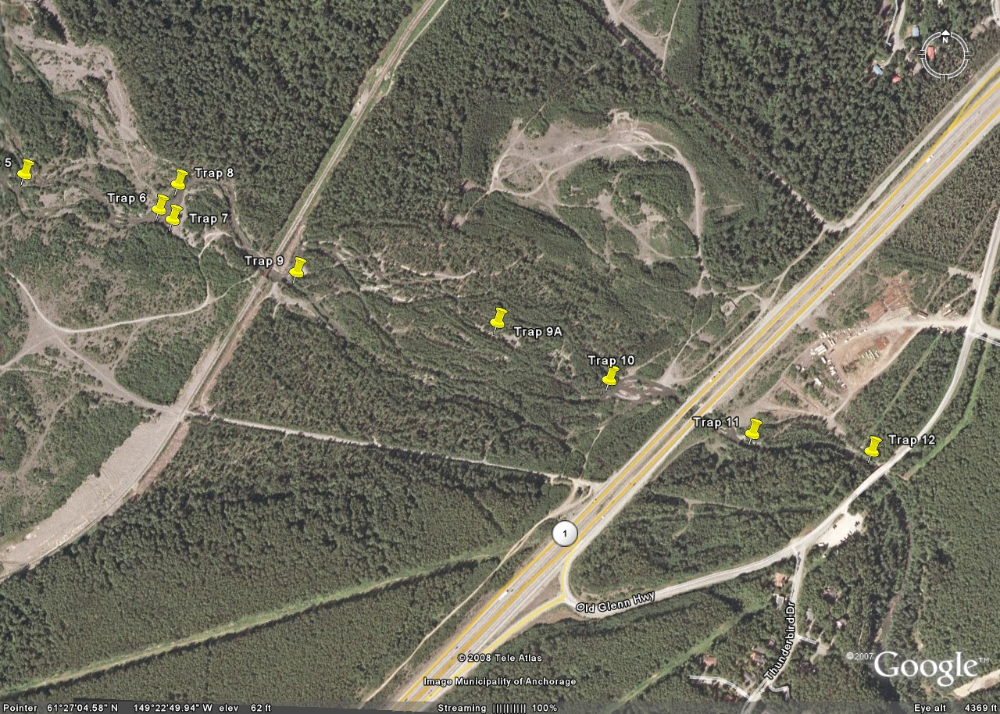 N
5
Trap 8
Trap 6
Trap 7
Trap 9
Trap 9A
Trap 10
Trap 11
Trap 12
1
Old Glenn Hwy
Thunderbird Dr
© 2008 Tele Atlas
Image Municipality of Anchorage
©2007 Google™
Pointer 61°27'04.58" N 149°22'49.94" W elev 62 ft Streaming ||||||||| 100% Eye alt 4369 ft